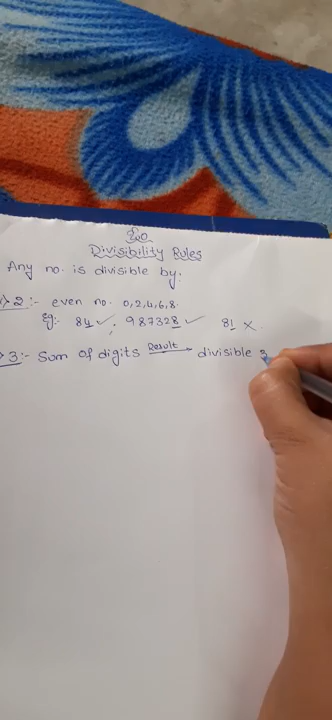 Divisibility Rules
Any no. is divisible by.
2:- even no. 0,2,4,6,8.
Eg:- 84 ✓, 987328 ✓ 81 ×.
3:- Sum of digits Result divisible 3